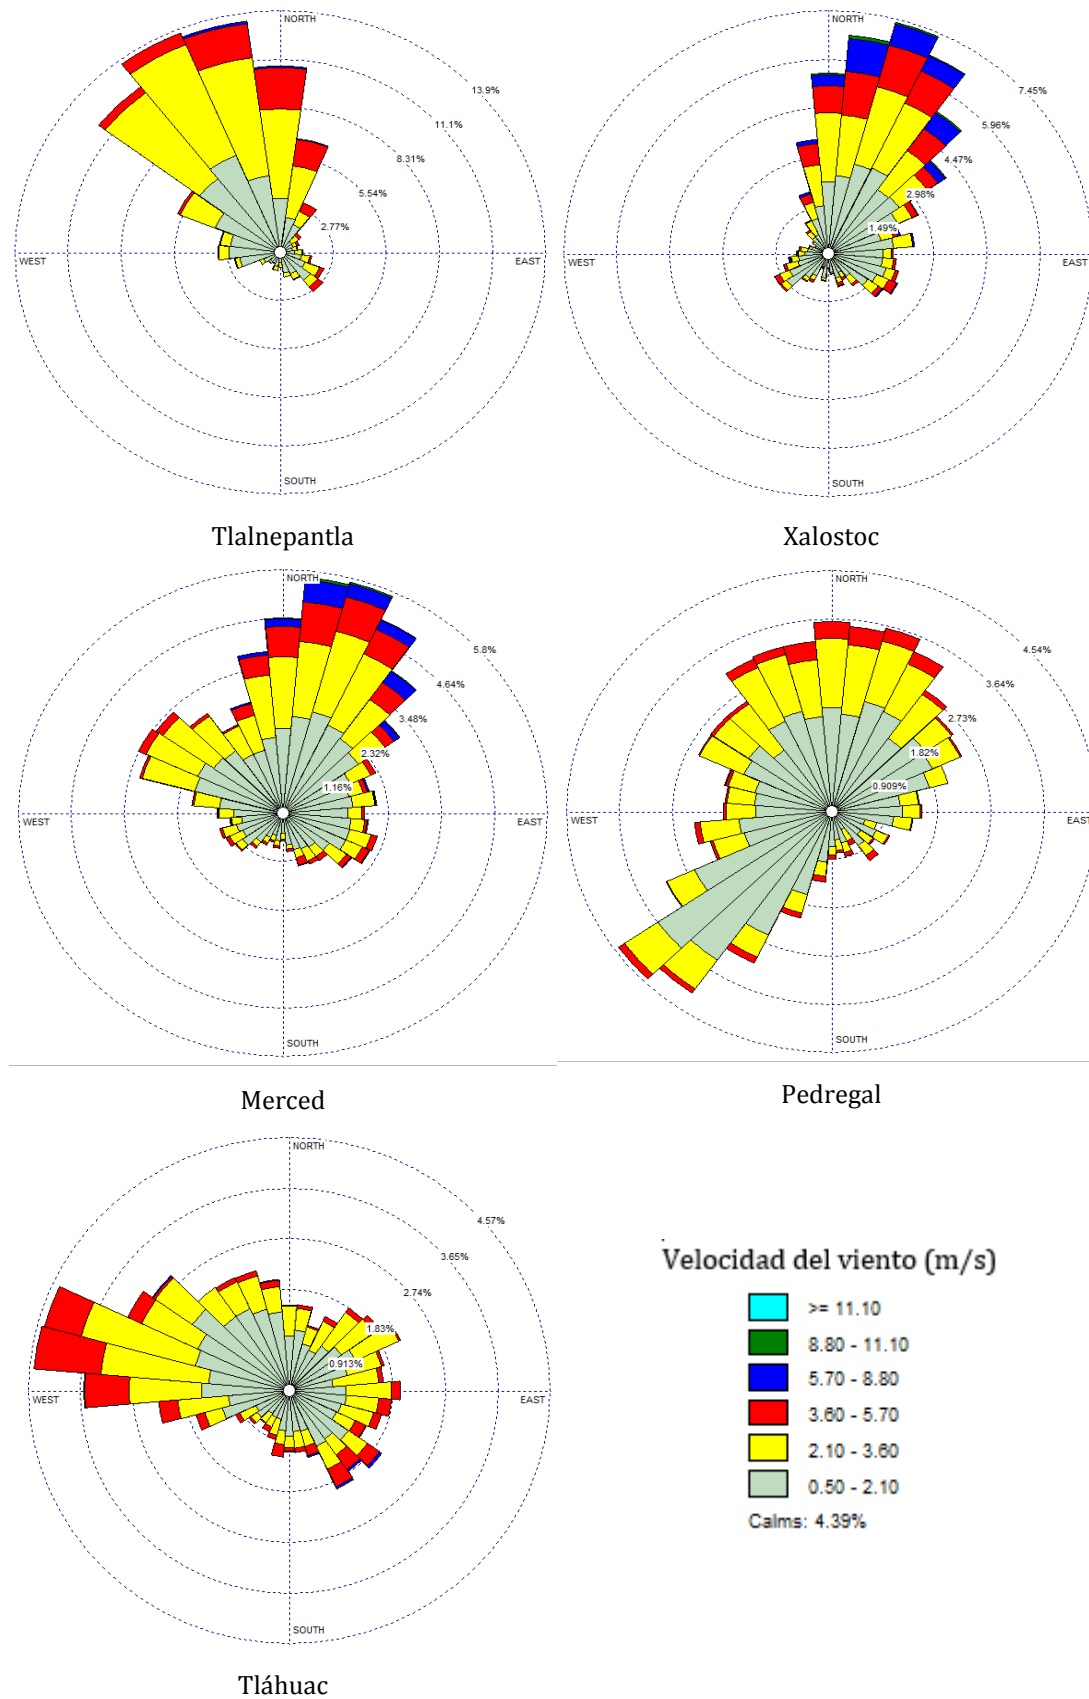 NORTH
13.9%
11.1%
8.31%
5.54%
2.77%
WEST
EAST
SOUTH
Tlalnepantla
NORTH
7.45%
5.96%
4.47%
2.98%
1.49%
WEST
EAST
SOUTH
Xalostoc
NORTH
5.8%
4.64%
3.48%
2.32%
1.16%
WEST
EAST
SOUTH
Merced
NORTH
4.54%
3.64%
2.73%
1.82%
0.909%
WEST
EAST
SOUTH
Pedregal
NORTH
4.57%
3.65%
2.74%
1.83%
0.913%
WEST
EAST
SOUTH
Tláhuac
Velocidad del viento (m/s)
>= 11.10
8.80 - 11.10
5.70 - 8.80
3.60 - 5.70
2.10 - 3.60
0.50 - 2.10
Calms: 4.39%